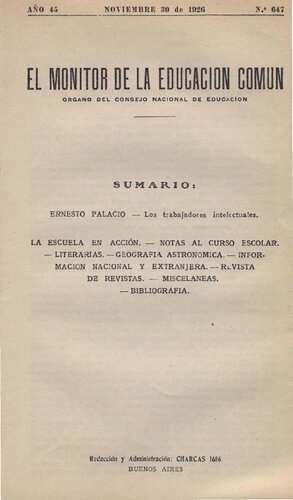 AÑO 45 NOVIEMBRE 30 de 1926 N.º 647
EL MONITOR DE LA EDUCACION COMUN
ORGANO DEL CONSEJO NACIONAL DE EDUCACION
SUMARIO:
ERNESTO PALACIO — Los trabajadores intelectuales.
LA ESCUELA EN ACCIÓN. — NOTAS AL CURSO ESCOLAR.
— LITERARIAS. — GEOGRAFIA ASTRONOMICA. — INFOR-
MACION NACIONAL Y EXTRANJERA. — REVISTA
DE REVISTAS. — MISCELANEAS.
— BIBLIOGRAFIA.
Redacción y Administración: CHARCAS 1686
BUENOS AIRES